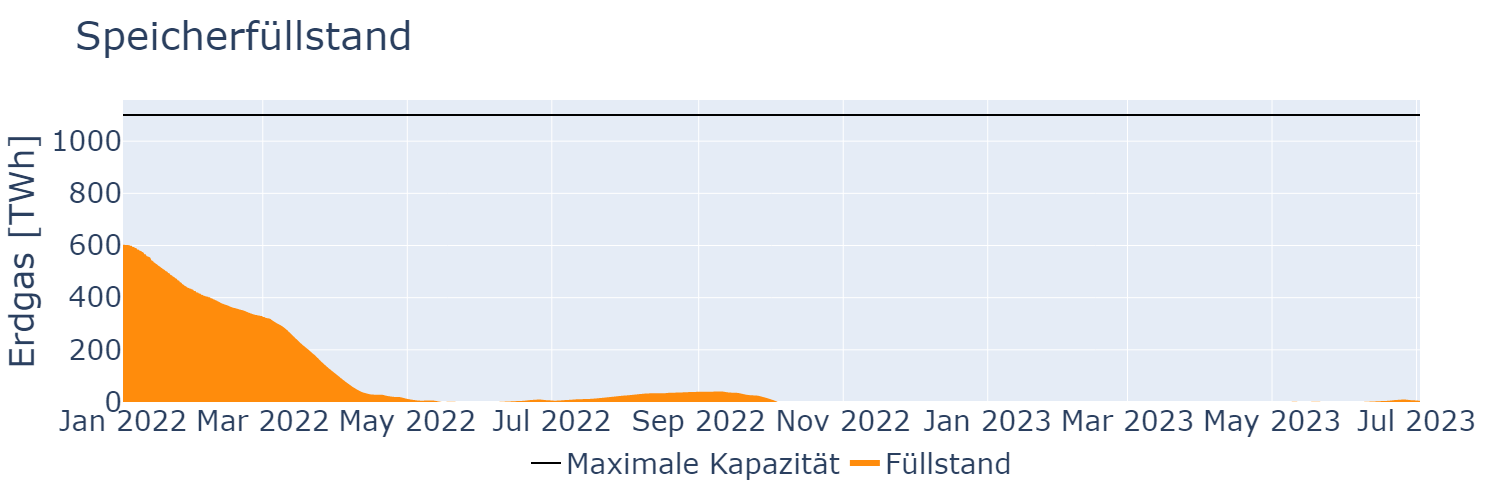 Speicherfüllstand
Erdgas [TWh]
1000
800
600
400
200
0
Jan 2022 Mar 2022 May 2022 Jul 2022 Sep 2022 Nov 2022 Jan 2023 Mar 2023 May 2023 Jul 2023
Maximale Kapazität Füllstand